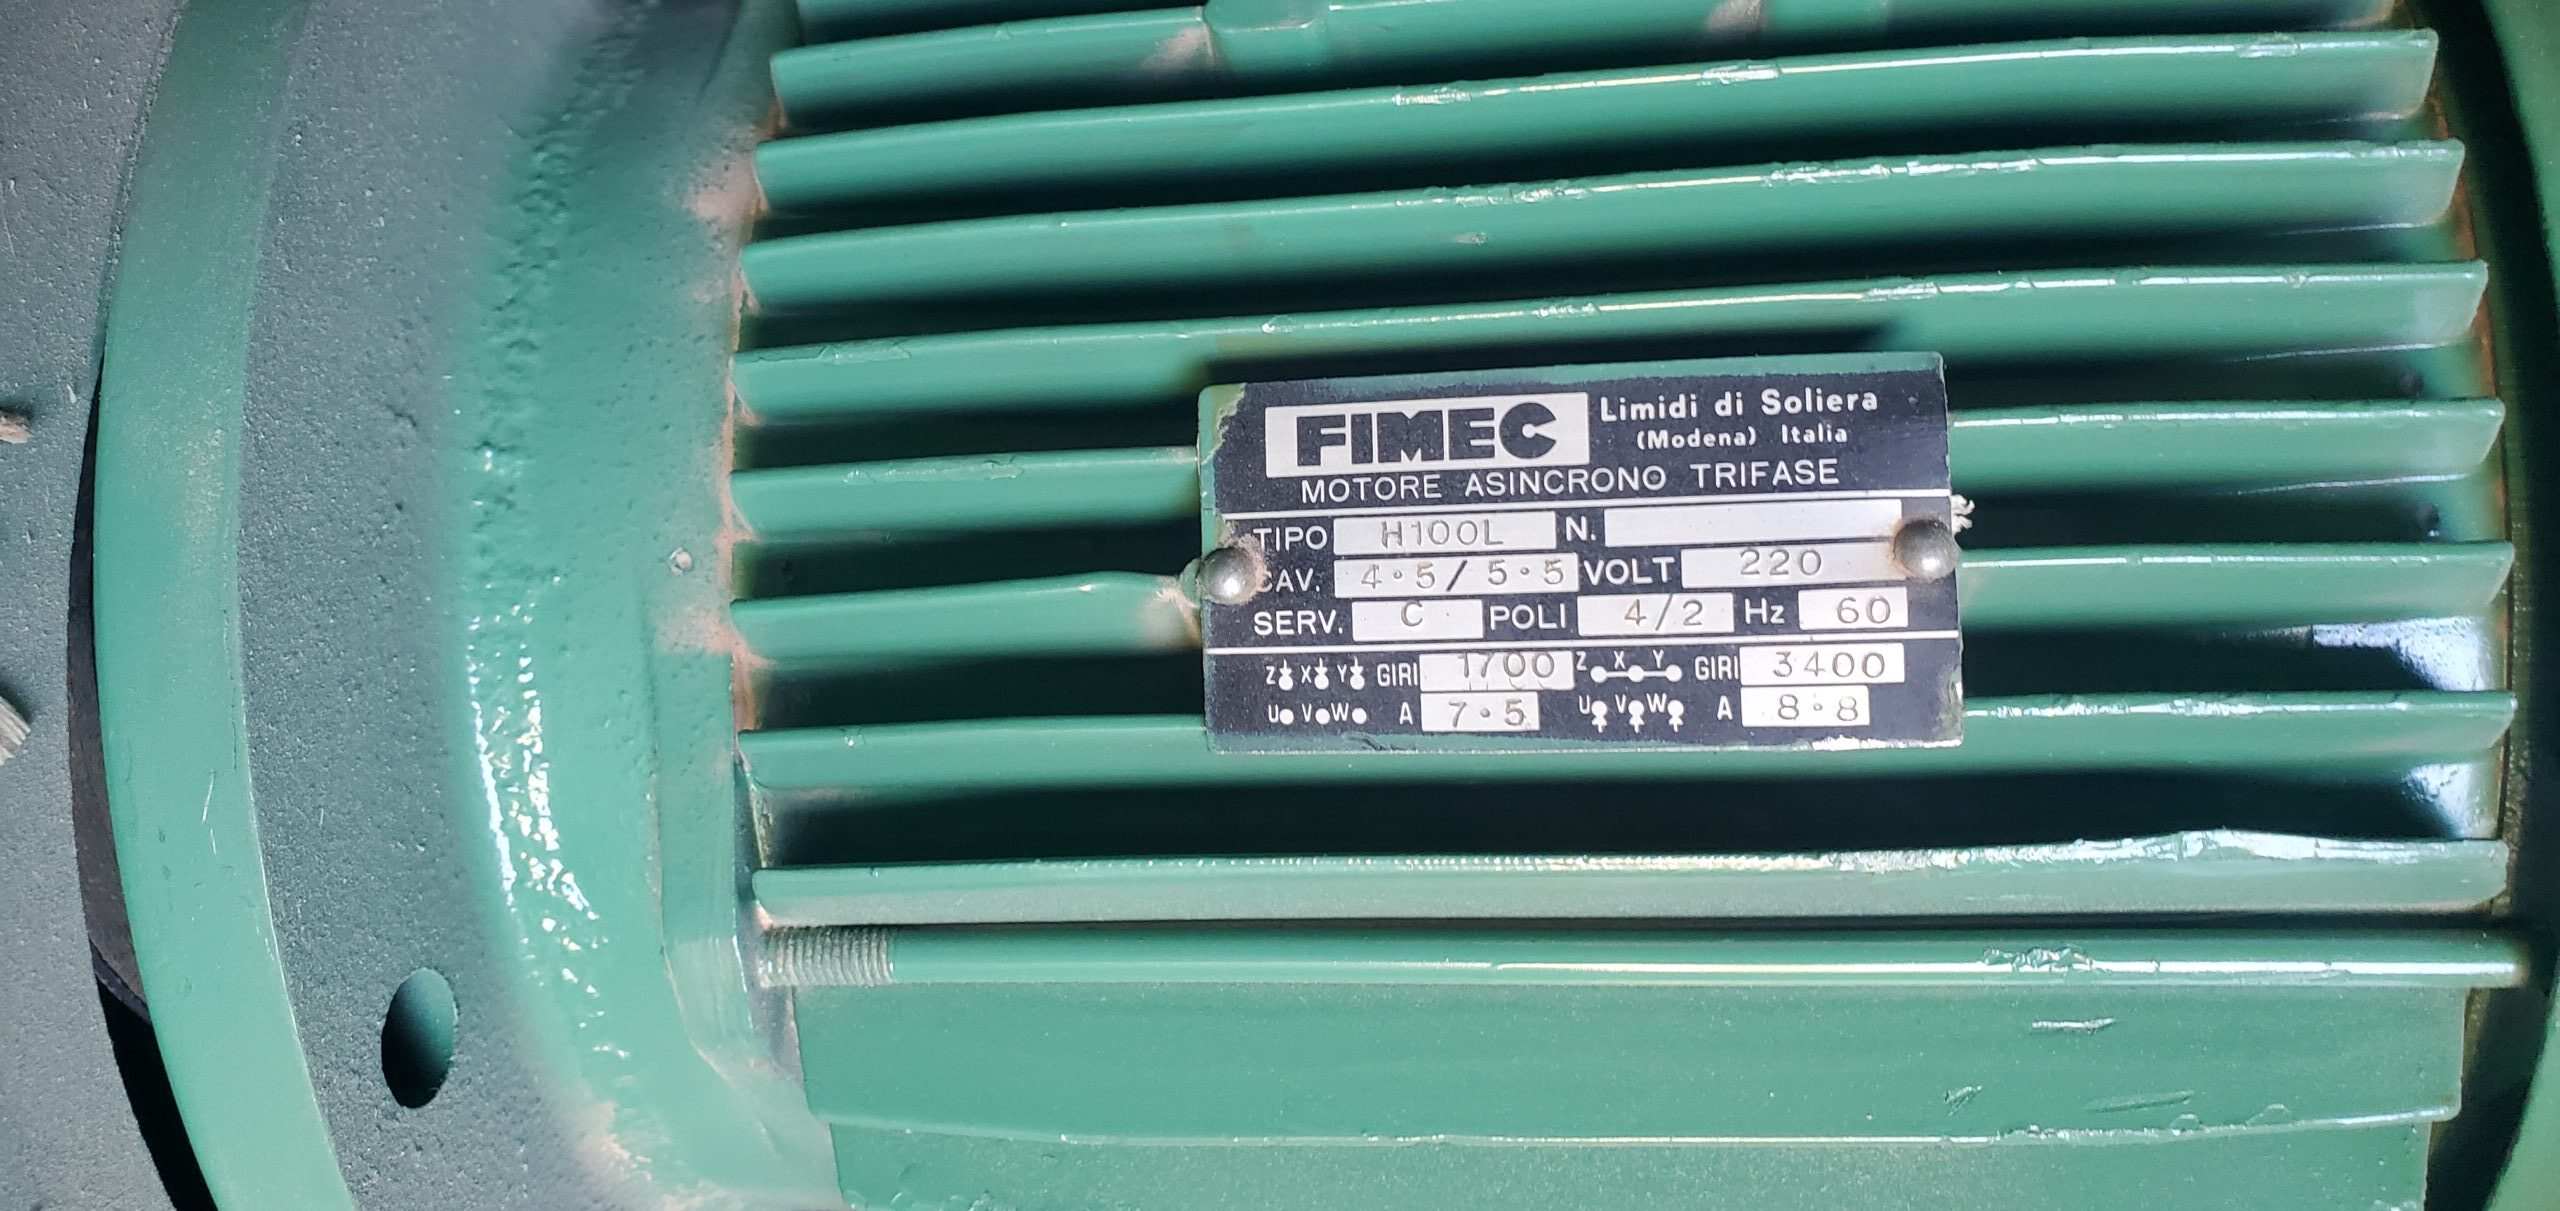 FIMEC Limidi di Soliera
(Modena) Italia
MOTORE ASINCRONO TRIFASE
TIPO H100L N.
CAV. 4.5/5.5 VOLT 220
SERV. C POLI 4/2 Hz 60
Z X Y GIRI 1700 Z X Y GIRI 3400
U V W A 7.5 U V W A 8.8